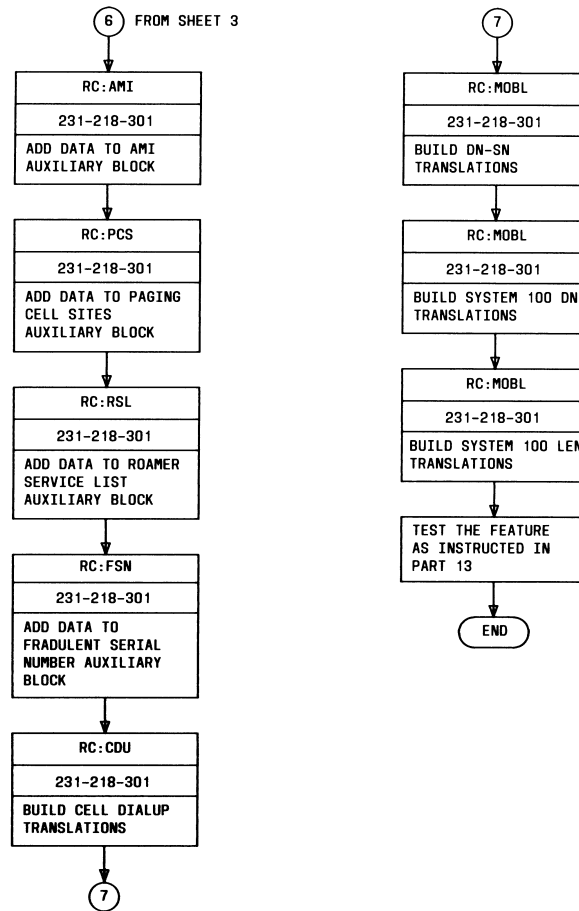 6 FROM SHEET 3
RC:AMI
231-218-301
ADD DATA TO AMI
AUXILIARY BLOCK
RC:PCS
231-218-301
ADD DATA TO PAGING
CELL SITES
AUXILIARY BLOCK
RC:RSL
231-218-301
ADD DATA TO ROAMER
SERVICE LIST
AUXILIARY BLOCK
RC:FSN
231-218-301
ADD DATA TO
FRADULENT SERIAL
NUMBER AUXILIARY
BLOCK
RC:CDU
231-218-301
BUILD CELL DIALUP
TRANSLATIONS
7
7
RC:MOBL
231-218-301
BUILD DN-SN
TRANSLATIONS
RC:MOBL
231-218-301
BUILD SYSTEM 100 DN
TRANSLATIONS
RC:MOBL
231-218-301
BUILD SYSTEM 100 LEN
TRANSLATIONS
TEST THE FEATURE
AS INSTRUCTED IN
PART 13
END